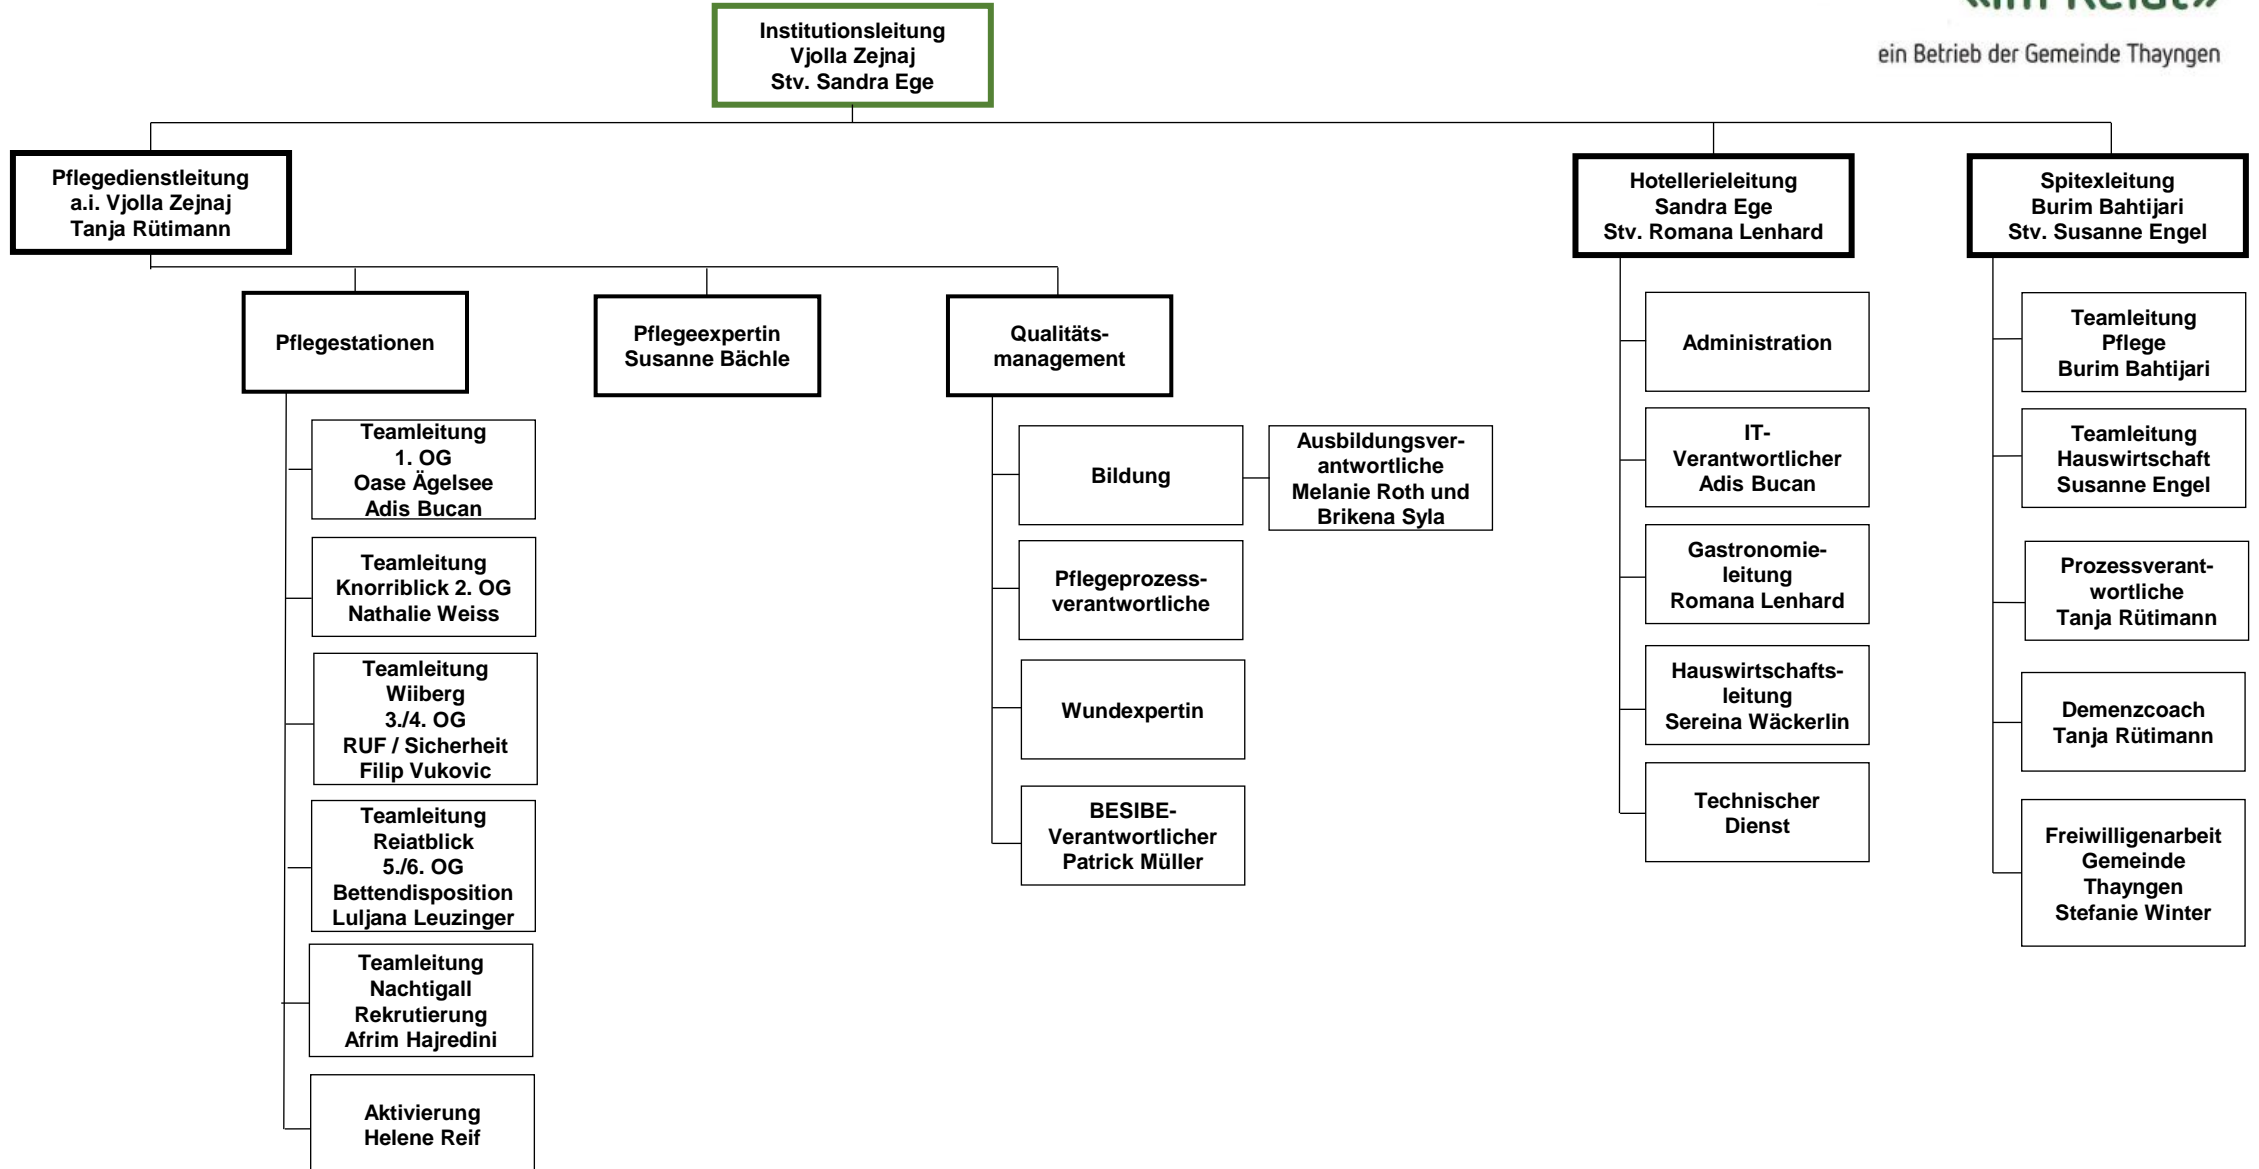 ein Betrieb der Gemeinde Thayngen
Institutionsleitung
Vjolla Zejnaj
Stv. Sandra Ege
Pflegedienstleitung
a.i. Vjolla Zejnaj
Tanja Rütimann
Hotellerieleitung
Sandra Ege
Stv. Romana Lenhard
Spitexleitung
Burim Bahtijari
Stv. Susanne Engel
Pflegestationen
Pflegeexpertin
Susanne Bächle
Qualitäts-
management
Teamleitung
1. OG
Oase Ägelsee
Adis Bucan
Teamleitung
Knorriblick 2. OG
Nathalie Weiss
Teamleitung
Wiiberg
3./4. OG
RUF / Sicherheit
Filip Vukovic
Teamleitung
Reiatblick
5./6. OG
Bettendisposition
Luljana Leuzinger
Teamleitung
Nachtigall
Rekrutierung
Afrim Hajredini
Aktivierung
Helene Reif
Bildung
Ausbildungsver-
antwortliche
Melanie Roth und
Brikena Syla
Pflegeprozess-
verantwortliche
Wundexpertin
BESIBE-
Verantwortlicher
Patrick Müller
Administration
IT-
Verantwortlicher
Adis Bucan
Gastronomie-
leitung
Romana Lenhard
Hauswirtschafts-
leitung
Sereina Wäckerlin
Technischer
Dienst
Teamleitung
Pflege
Burim Bahtijari
Teamleitung
Hauswirtschaft
Susanne Engel
Prozessverant-
wortliche
Tanja Rütimann
Demenzcoach
Tanja Rütimann
Freiwilligenarbeit
Gemeinde
Thayngen
Stefanie Winter